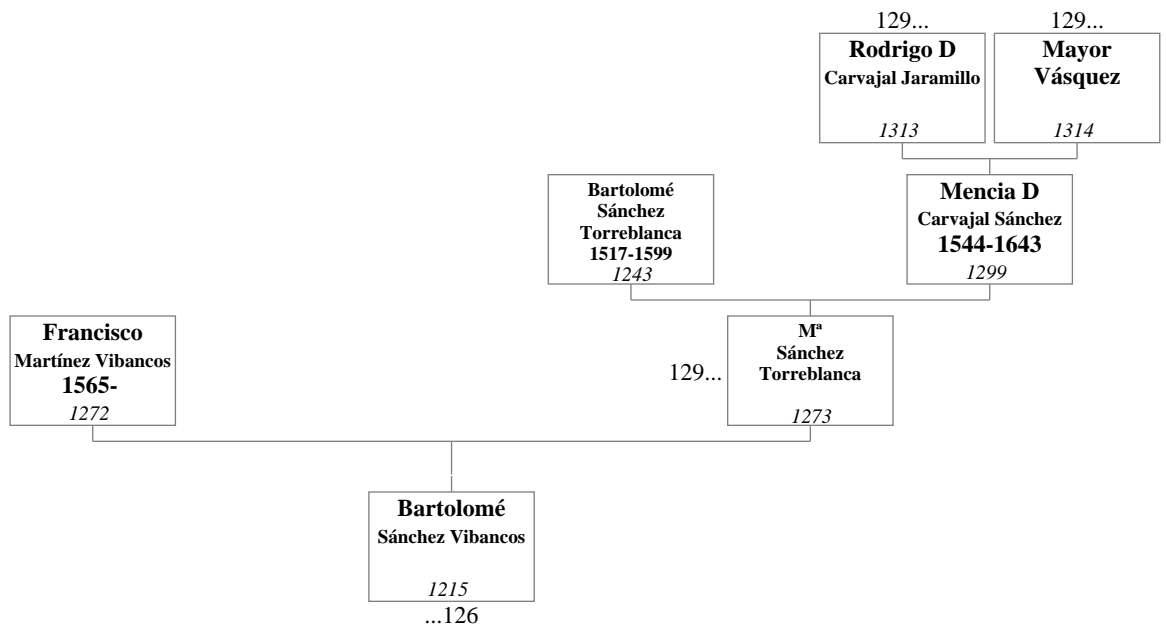 129...
129...
Rodrigo D
Carvajal Jaramillo
1313
Mayor
Vásquez
1314
Bartolomé
Sánchez
Torreblanca
1517-1599
1243
Mencia D
Carvajal Sánchez
1544-1643
1299
Francisco
Martínez Vibancos
1565-
1272
129...
Mª
Sánchez
Torreblanca
1273
Bartolomé
Sánchez Vibancos
1215
...126